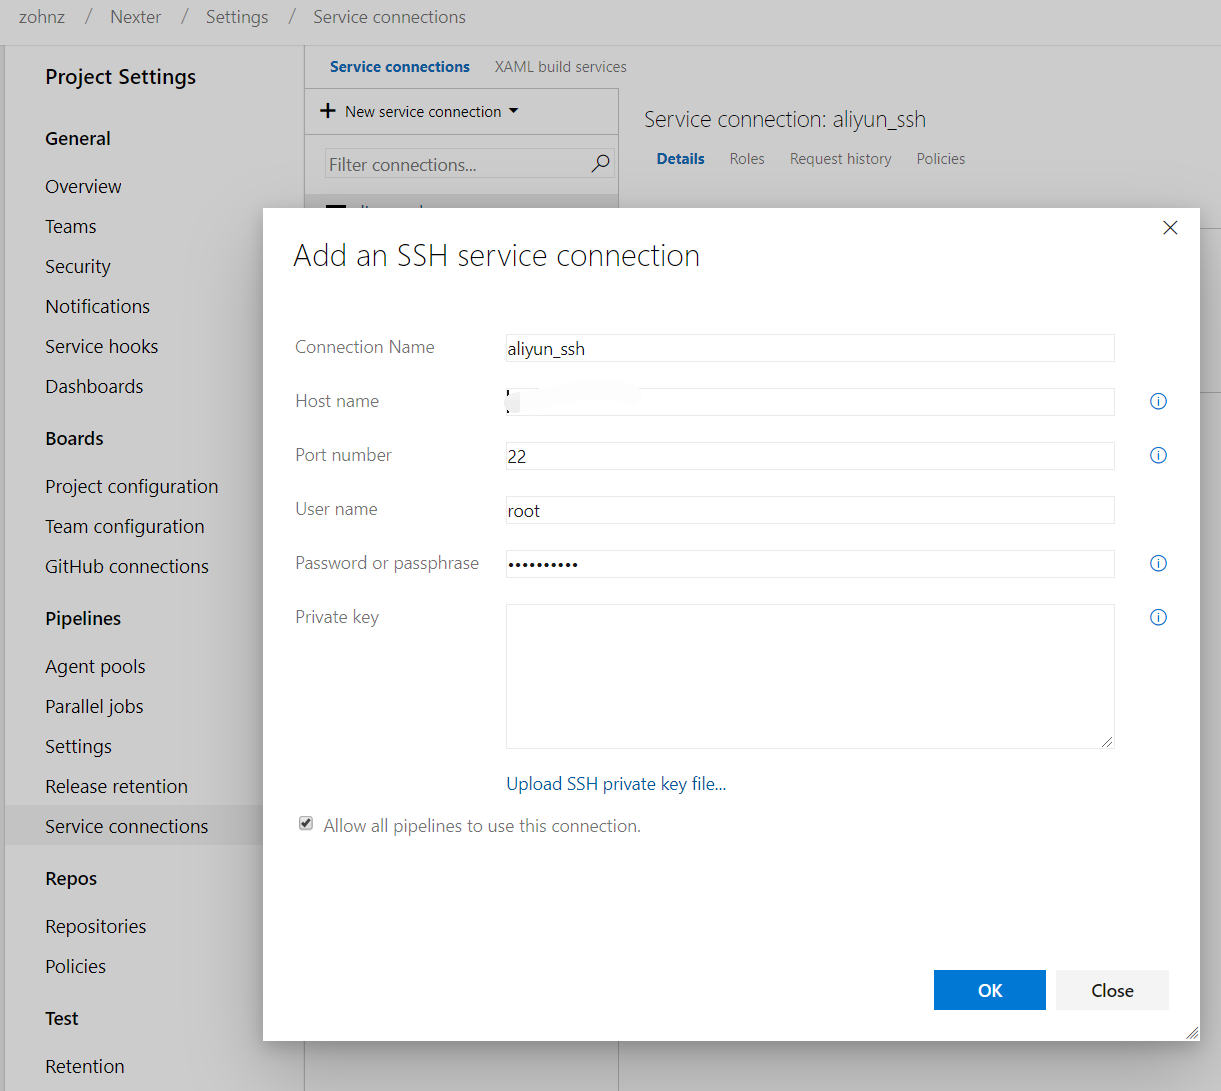 zohnz / Nexter / Settings / Service connections
Project Settings
General
Overview
Teams
Security
Notifications
Service hooks
Dashboards
Boards
Project configuration
Team configuration
GitHub connections
Pipelines
Agent pools
Parallel jobs
Settings
Release retention
Service connections
Repos
Repositories
Policies
Test
Retention
Service connections XAML build services
New service connection
Filter connections...
Service connection: aliyun_ssh
Details Roles Request history Policies
Add an SSH service connection
Connection Name aliyun_ssh
Host name
Port number 22
User name root
Password or passphrase ••••••••••
Private key
Upload SSH private key file...
Allow all pipelines to use this connection.
OK Close